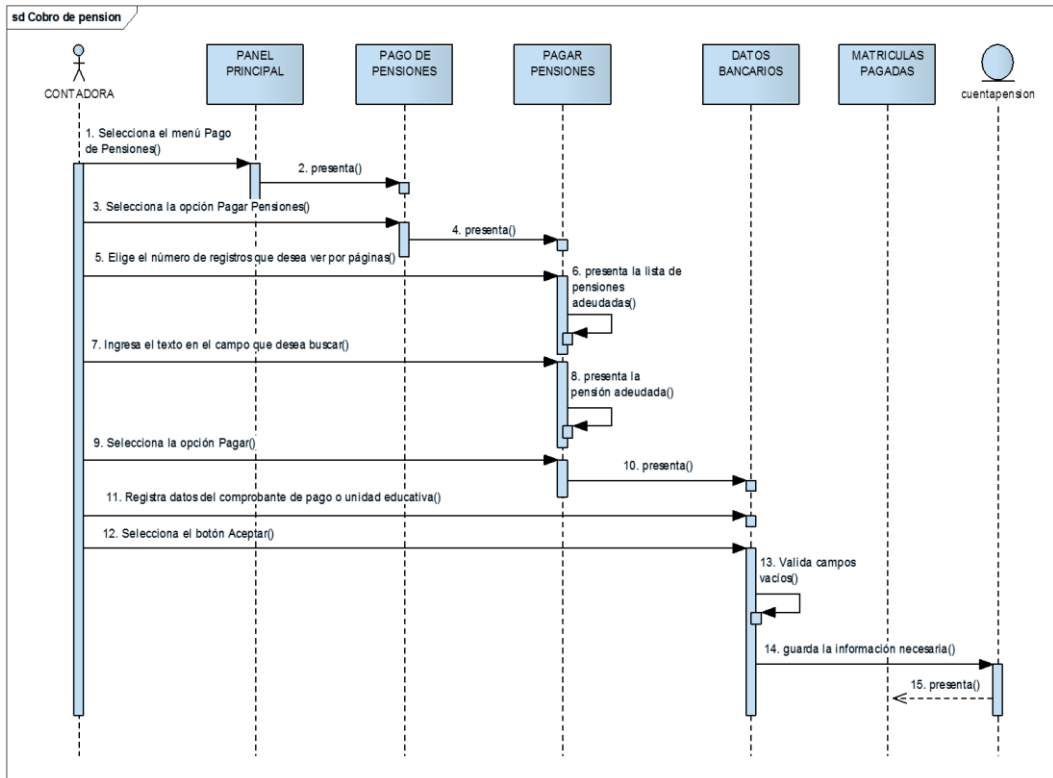 sd Cobro de pension
CONTADORA
PANEL
PRINCIPAL
PAGO DE
PENSIONES
PAGAR
PENSIONES
DATOS
BANCARIOS
MATRICULAS
PAGADAS
cuentapension
1. Selecciona el menú Pago
de Pensiones()
2. presenta()
3. Selecciona la opción Pagar Pensiones()
4. presenta()
5. Elige el número de registros que desea ver por páginas()
6. presenta la lista de
pensiones
adeudadas()
7. Ingresa el texto en el campo que desea buscar()
8. presenta la
pensión adeudada()
9. Selecciona la opción Pagar()
10. presenta()
11. Registra datos del comprobante de pago o unidad educativa()
12. Selecciona el botón Aceptar()
13. Valida campos
vacíos()
14. guarda la información necesaria()
15. presenta()